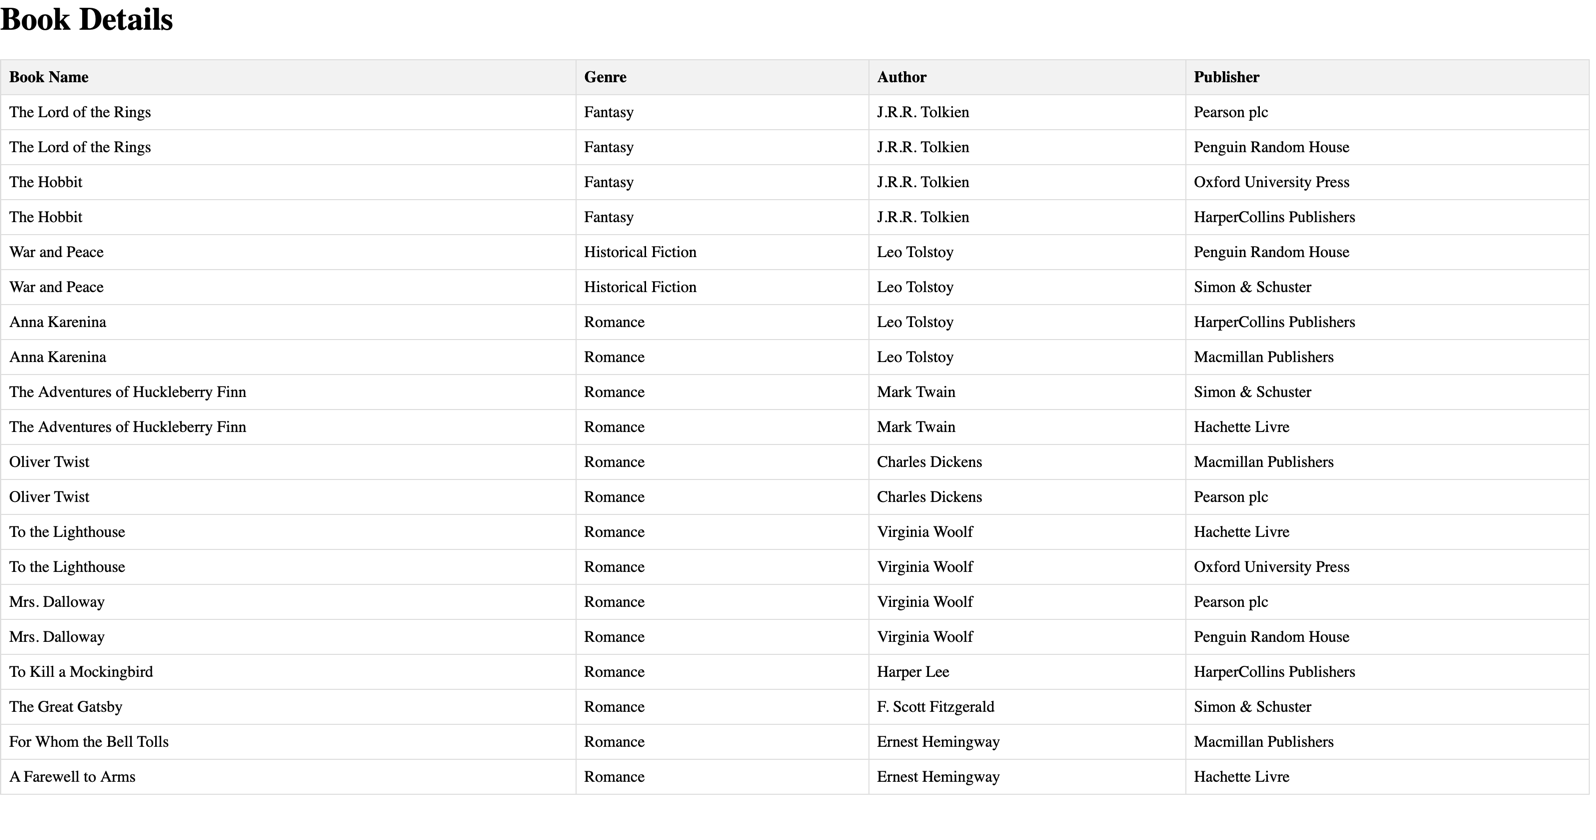 Book Details
Book Name Genre Author Publisher
The Lord of the Rings Fantasy J.R.R. Tolkien Pearson plc
The Lord of the Rings Fantasy J.R.R. Tolkien Penguin Random House
The Hobbit Fantasy J.R.R. Tolkien Oxford University Press
The Hobbit Fantasy J.R.R. Tolkien HarperCollins Publishers
War and Peace Historical Fiction Leo Tolstoy Penguin Random House
War and Peace Historical Fiction Leo Tolstoy Simon & Schuster
Anna Karenina Romance Leo Tolstoy HarperCollins Publishers
Anna Karenina Romance Leo Tolstoy Macmillan Publishers
The Adventures of Huckleberry Finn Romance Mark Twain Simon & Schuster
The Adventures of Huckleberry Finn Romance Mark Twain Hachette Livre
Oliver Twist Romance Charles Dickens Macmillan Publishers
Oliver Twist Romance Charles Dickens Pearson plc
To the Lighthouse Romance Virginia Woolf Hachette Livre
To the Lighthouse Romance Virginia Woolf Oxford University Press
Mrs. Dalloway Romance Virginia Woolf Pearson plc
Mrs. Dalloway Romance Virginia Woolf Penguin Random House
To Kill a Mockingbird Romance Harper Lee HarperCollins Publishers
The Great Gatsby Romance F. Scott Fitzgerald Simon & Schuster
For Whom the Bell Tolls Romance Ernest Hemingway Macmillan Publishers
A Farewell to Arms Romance Ernest Hemingway Hachette Livre